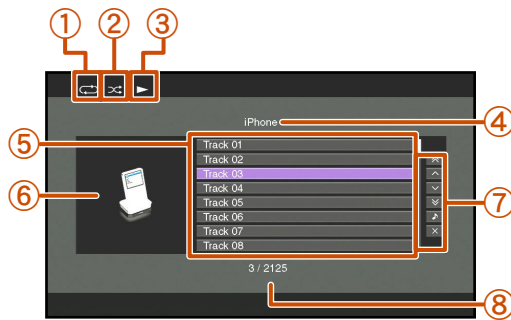 ① ② ③
iPhone ④
⑤ Track 01
Track 02
Track 03
⑥ Track 04
Track 05 ⑦
Track 06
Track 07
Track 08
3 / 2125
⑧